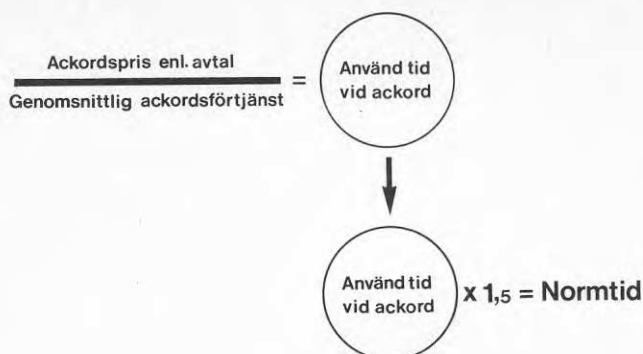 Ackordspris enl. avtal
Genomsnittlig ackordsförtjänst
=
Använd tid
vid ackord
Använd tid
vid ackord
x 1,5 = Normtid